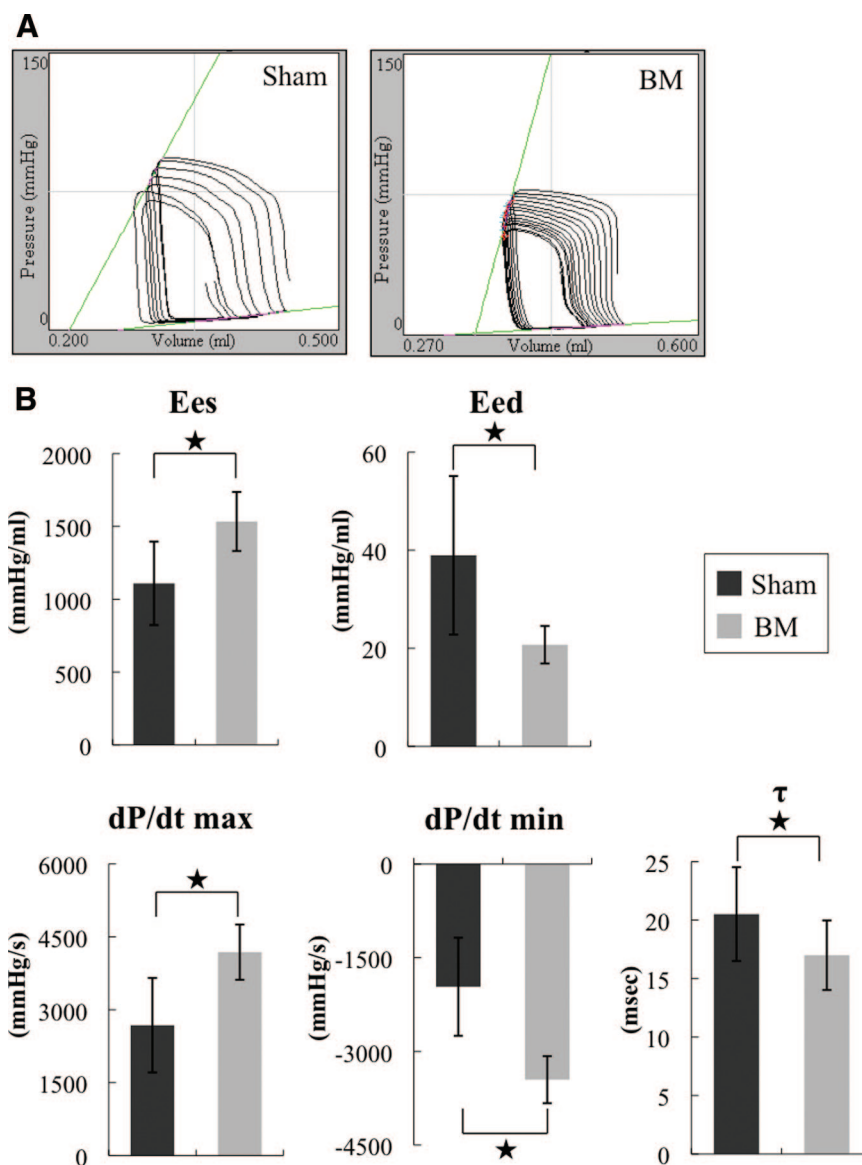 A
150
Sham
Pressure (mmHg)
0
0.200
Volume (ml)
0.500
150
BM
Pressure (mmHg)
0
0.270
Volume (ml)
0.600
B
Ees
★
(mmHg/ml)
2000
1500
1000
500
0
Eed
★
(mmHg/ml)
60
40
20
0
Sham
BM
dP/dt max
★
(mmHg/s)
6000
4500
3000
1500
0
dP/dt min
(mmHg/s)
0
-1500
-3000
-4500
★
τ
★
(msec)
25
20
15
10
5
0